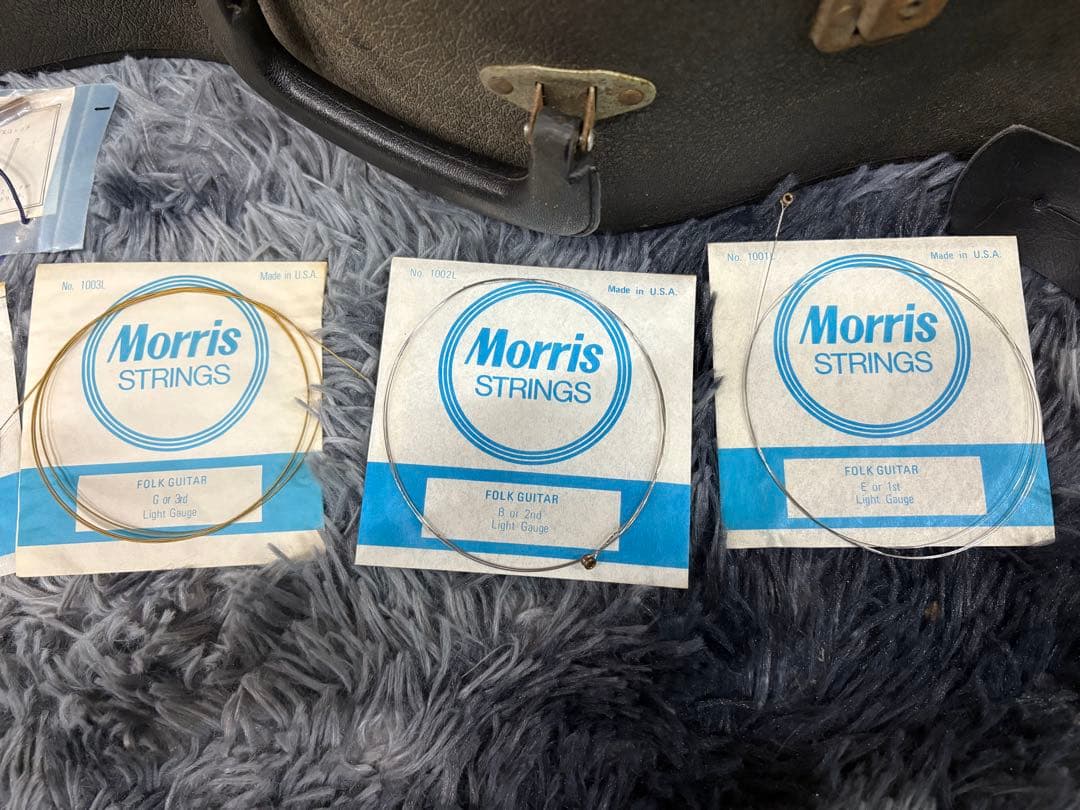 No. 1003L
Made in U.S.A.
Morris
STRINGS
FOLK GUITAR
G or 3rd
Light Gauge
No. 1002L
Made in U.S.A.
Morris
STRINGS
FOLK GUITAR
B or 2nd
Light Gauge
No. 1001L
Made in U.S.A.
Morris
STRINGS
FOLK GUITAR
E or 1st
Light Gauge